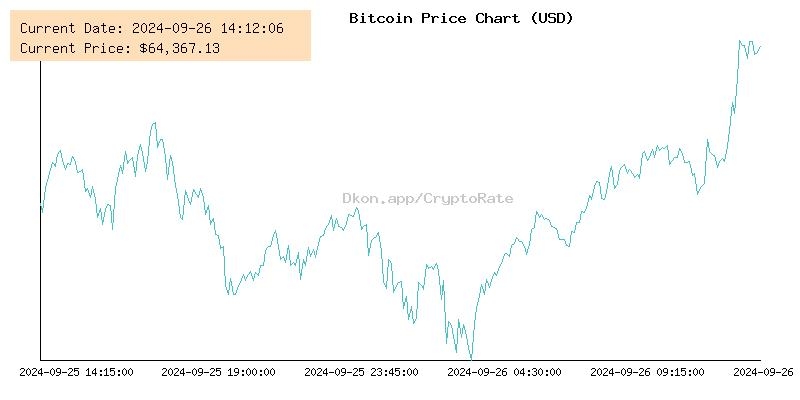 Bitcoin Price Chart (USD)
Current Date: 2024-09-26 14:12:06
Current Price: $64,367.13
Dkon.app/CryptoRate
2024-09-25 14:15:00 2024-09-25 19:00:00 2024-09-25 23:45:00 2024-09-26 04:30:00 2024-09-26 09:15:00 2024-09-26